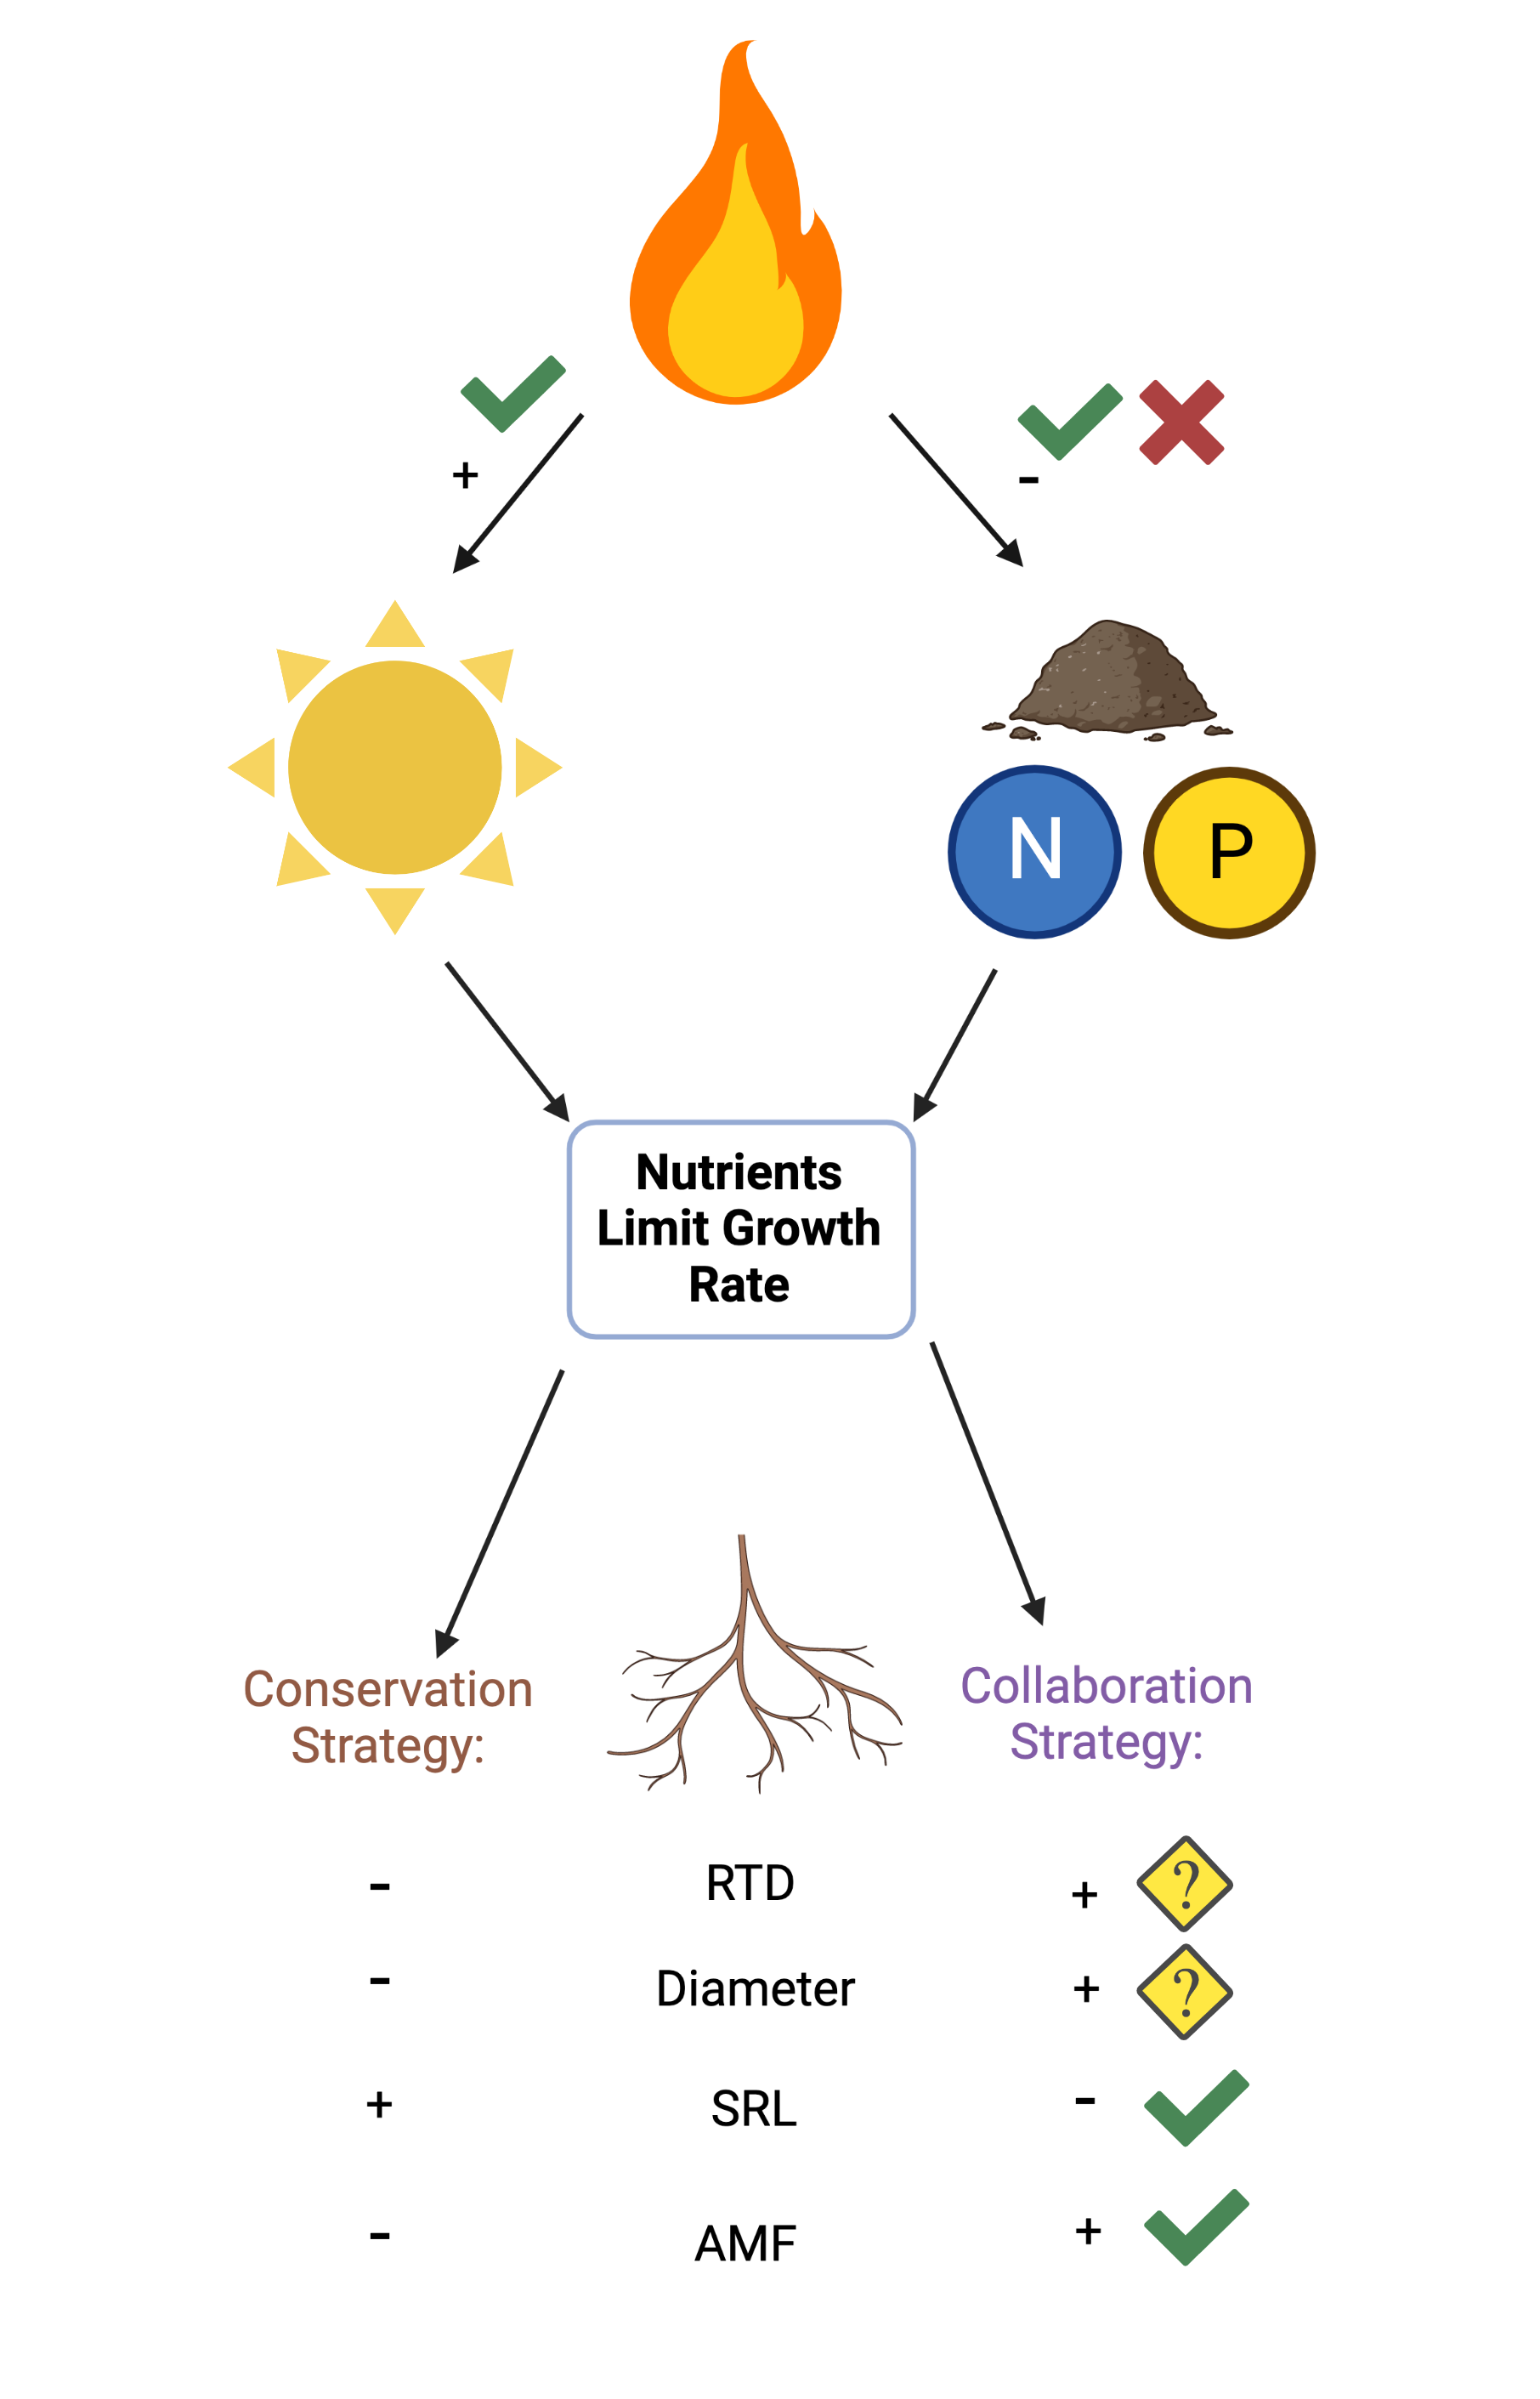 +
-
N
P
Nutrients
Limit Growth
Rate
Conservation
Strategy:
Collaboration
Strategy:
- RTD + ?
- Diameter + ?
+ SRL -
- AMF +